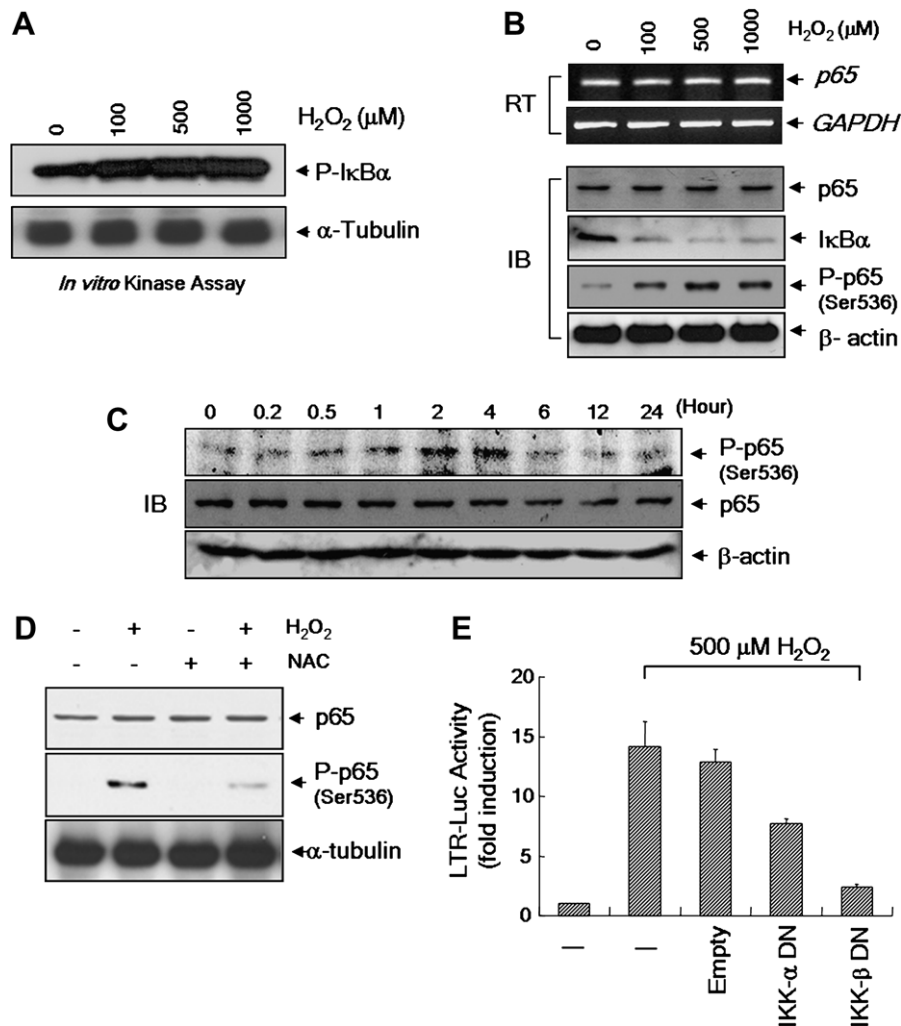 A
0 100 500 1000 H₂O₂ (μM)
P-IκBα
α-Tubulin
In vitro Kinase Assay
B
0 100 500 1000 H₂O₂ (μM)
RT
p65
GAPDH
IB
p65
IκBα
P-p65
(Ser536)
β- actin
C
0 0.2 0.5 1 2 4 6 12 24 (Hour)
IB
P-p65
(Ser536)
p65
β-actin
D
- + - + H₂O₂
- - + + NAC
p65
P-p65
(Ser536)
α-tubulin
E
500 μM H₂O₂
LTR-Luc Activity
(fold induction)
20
15
10
5
0
— — Empty IKK-α DN IKK-β DN